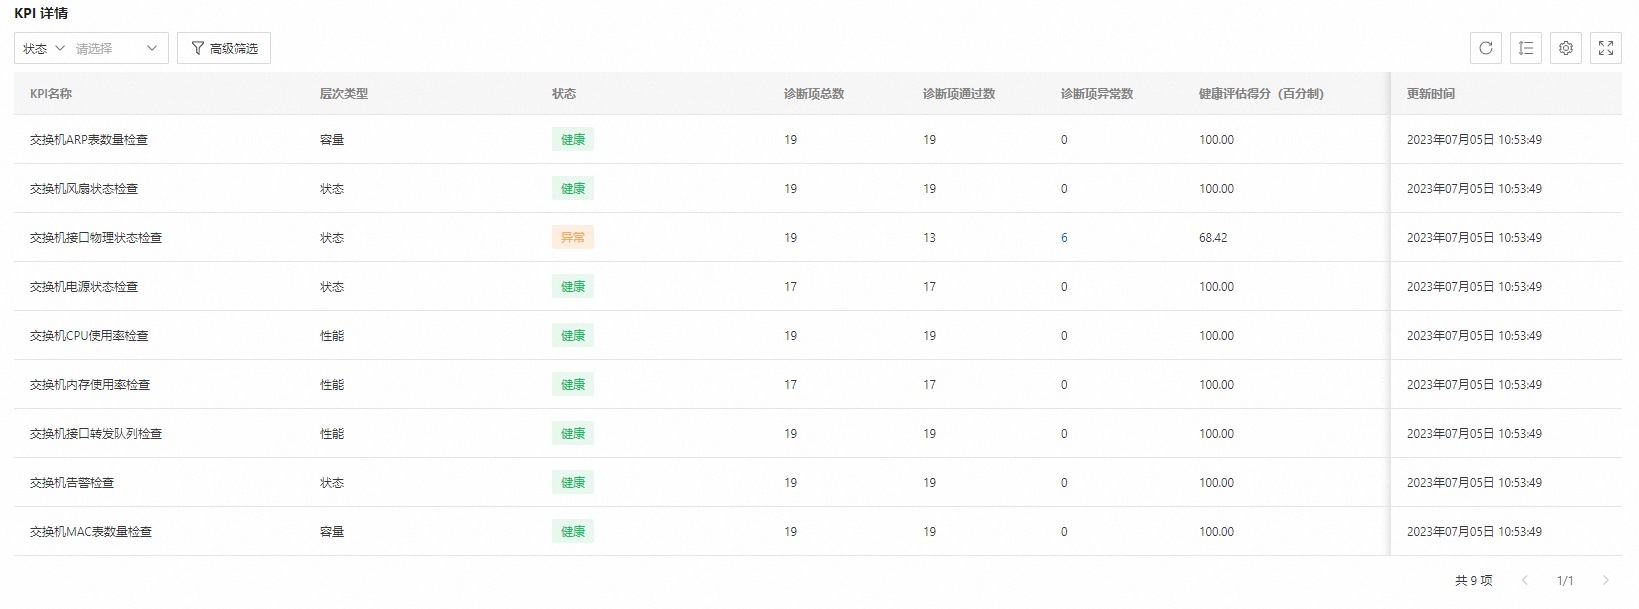 KPI 详情
状态 请选择 高级筛选
KPI名称 层次类型 状态 诊断项总数 诊断项通过数 诊断项异常数 健康评估得分（百分制） 更新时间
交换机ARP表数量检查 容量 健康 19 19 0 100.00 2023年07月05日 10:53:49
交换机风扇状态检查 状态 健康 19 19 0 100.00 2023年07月05日 10:53:49
交换机接口物理状态检查 状态 异常 19 13 6 68.42 2023年07月05日 10:53:49
交换机电源状态检查 状态 健康 17 17 0 100.00 2023年07月05日 10:53:49
交换机CPU使用率检查 性能 健康 19 19 0 100.00 2023年07月05日 10:53:49
交换机内存使用率检查 性能 健康 17 17 0 100.00 2023年07月05日 10:53:49
交换机接口转发队列检查 性能 健康 19 19 0 100.00 2023年07月05日 10:53:49
交换机告警检查 状态 健康 19 19 0 100.00 2023年07月05日 10:53:49
交换机MAC表数量检查 容量 健康 19 19 0 100.00 2023年07月05日 10:53:49
共 9 项 1/1